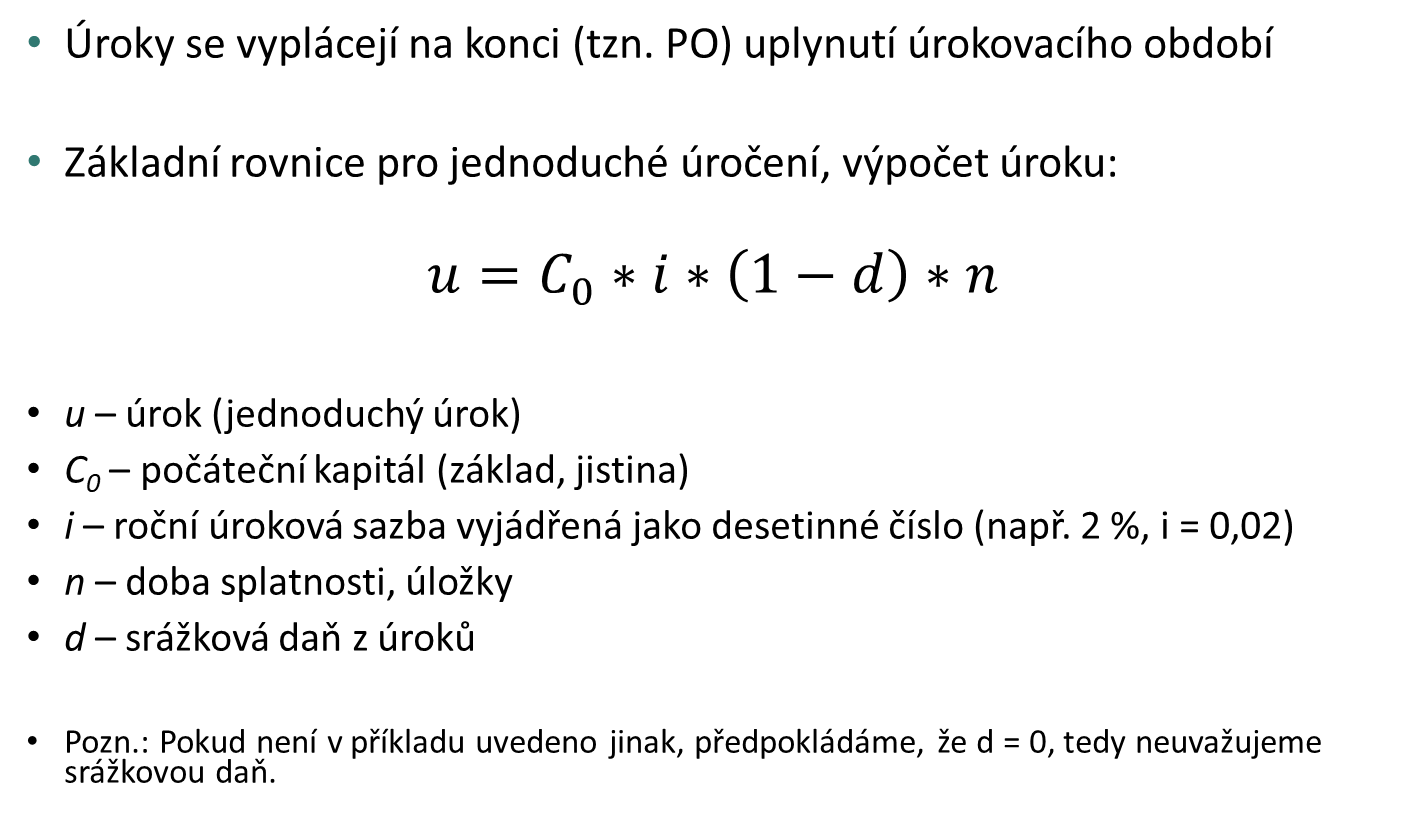 • Úroky se vyplácejí na konci (tzn. PO) uplynutí úrokovacího období
• Základní rovnice pro jednoduché úročení, výpočet úroku:
u = C₀ * i * (1 − d) * n
• u – úrok (jednoduchý úrok)
• C₀ – počáteční kapitál (základ, jistina)
• i – roční úroková sazba vyjádřená jako desetinné číslo (např. 2 %, i = 0,02)
• n – doba splatnosti, úložky
• d – srážková daň z úroků
• Pozn.: Pokud není v příkladu uvedeno jinak, předpokládáme, že d = 0, tedy neuvažujeme
srážkovou daň.